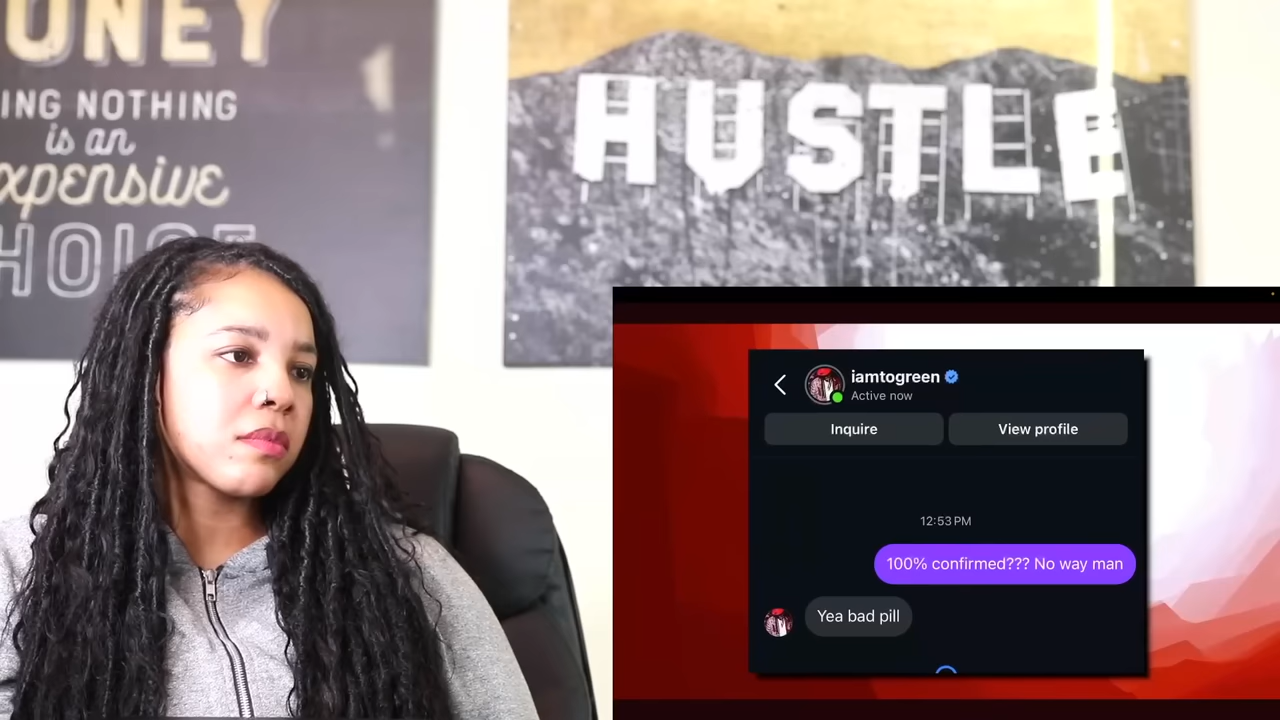 ONEY
ING NOTHING
is an
xpensive
HOICE
HUSTLE
iamtogreen
Active now
Inquire
View profile
12:53 PM
100% confirmed??? No way man
Yea bad pill